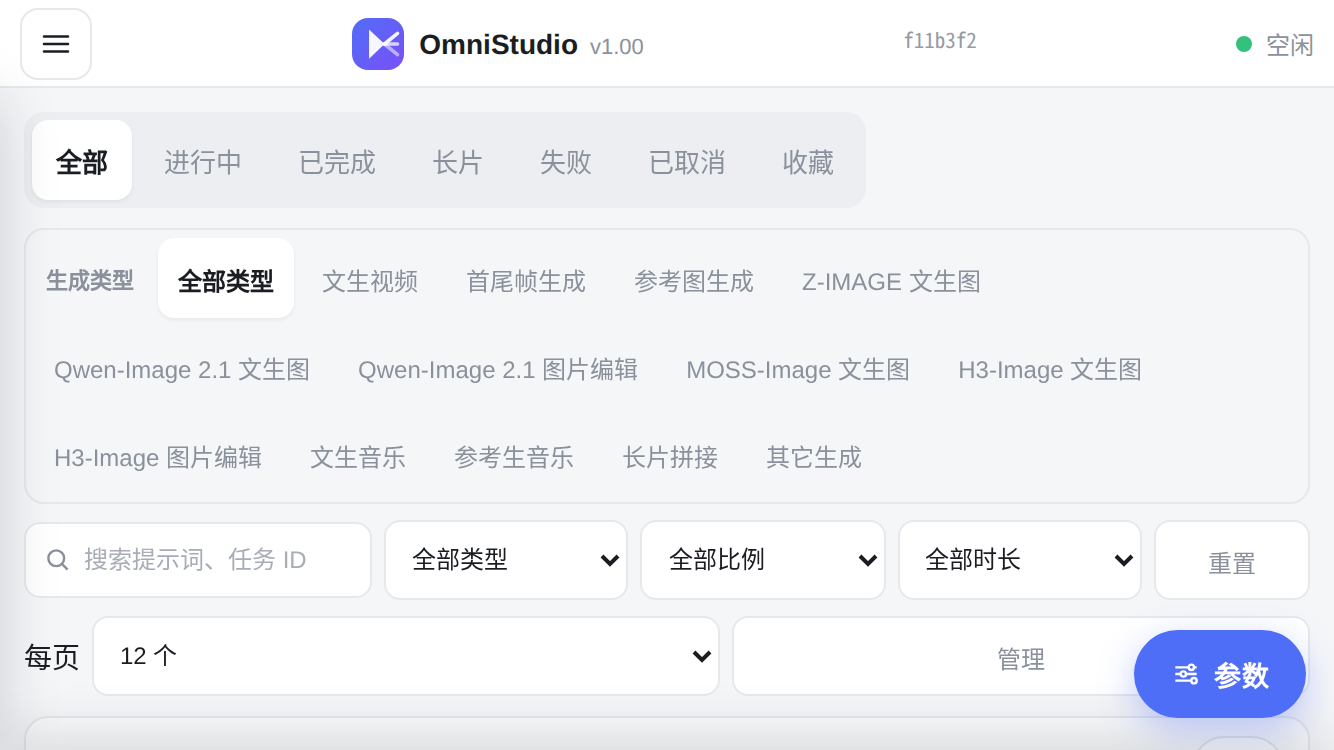 OmniStudio v1.00 f11b3f2 空闲
全部 进行中 已完成 长片 失败 已取消 收藏
生成类型 全部类型 文生视频 首尾帧生成 参考图生成 Z-IMAGE 文生图
Qwen-Image 2.1 文生图 Qwen-Image 2.1 图片编辑 MOSS-Image 文生图 H3-Image 文生图
H3-Image 图片编辑 文生音乐 参考生音乐 长片拼接 其它生成
搜索提示词、任务 ID 全部类型 全部比例 全部时长 重置
每页 12 个 管理 参数